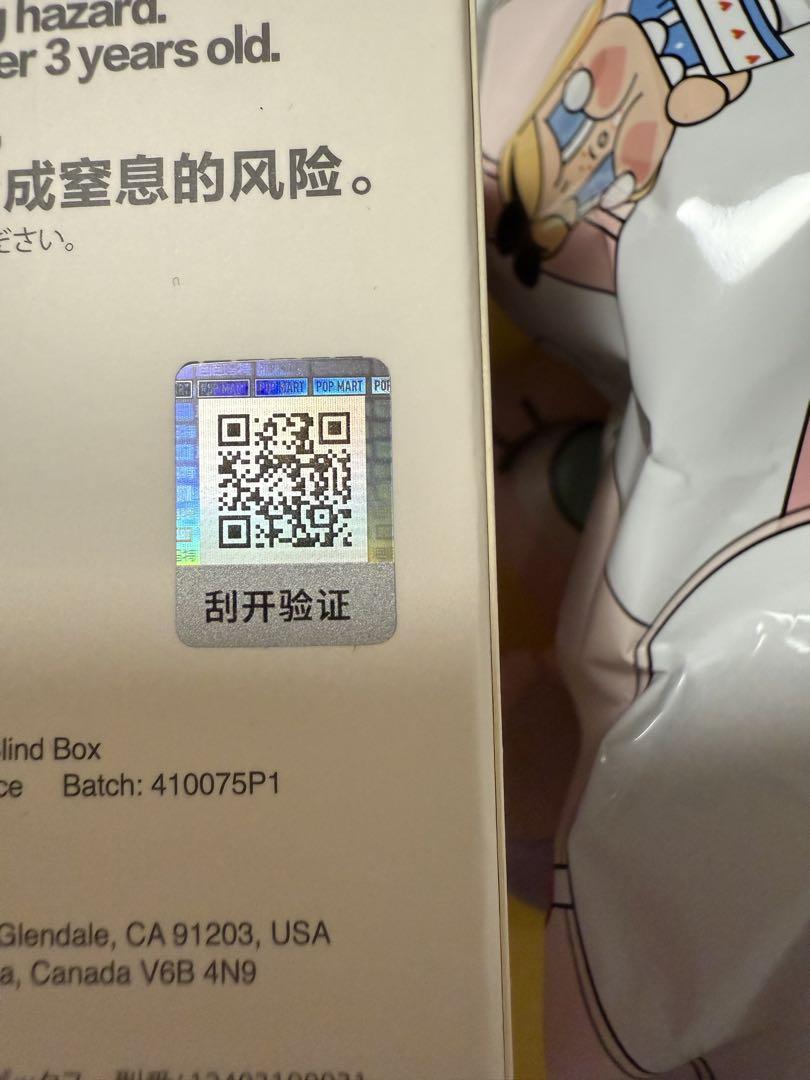 hazard.
er 3 years old.
成窒息的风险。
ださい。
POP MART POP MART POP MART POP
刮开验证
lind Box
ce Batch: 410075P1
Glendale, CA 91203, USA
a, Canada V6B 4N9